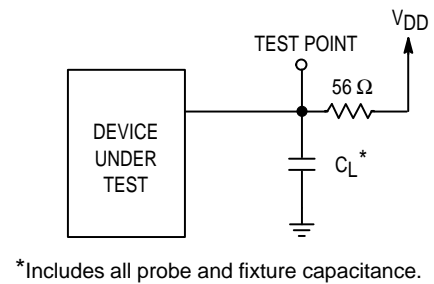 VDD
TEST POINT
56 Ω
DEVICE
UNDER
TEST
CL*
*Includes all probe and fixture capacitance.